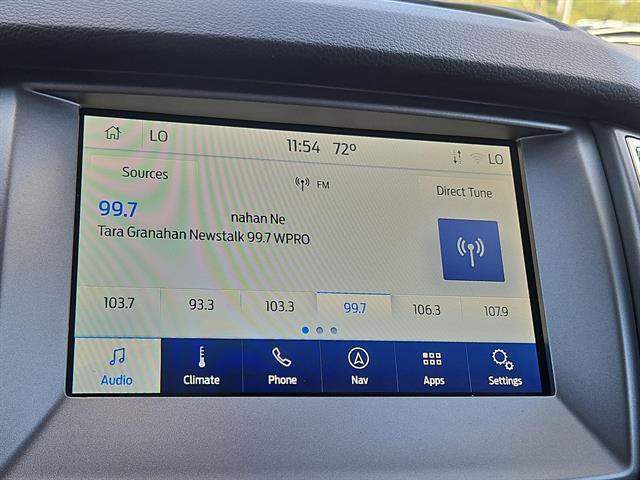 LO 11:54 72° LO
Sources FM Direct Tune
99.7 nahan Ne
Tara Granahan Newstalk 99.7 WPRO
103.7 93.3 103.3 99.7 106.3 107.9
Audio Climate Phone Nav Apps Settings